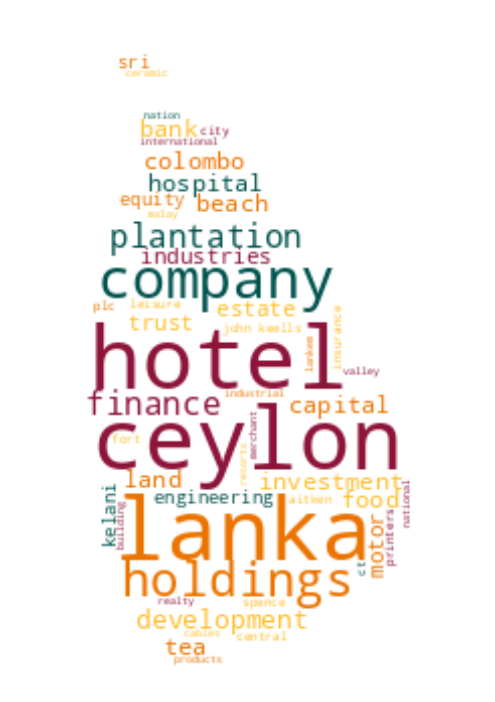 sri
ceramic
nation
bank city
international
colombo
hospital
equity beach
malay
plantation
industries
company
plc leisure estate
trust
john keells
insurance
lankem
hotel
valley
industrial
finance capital
ceylon
merchant
fort
resorts
land investment
engineering aitken food
kelani
building
national
lanka
motor
printers
ct
holdings
realty spence
development
cables central
tea
products